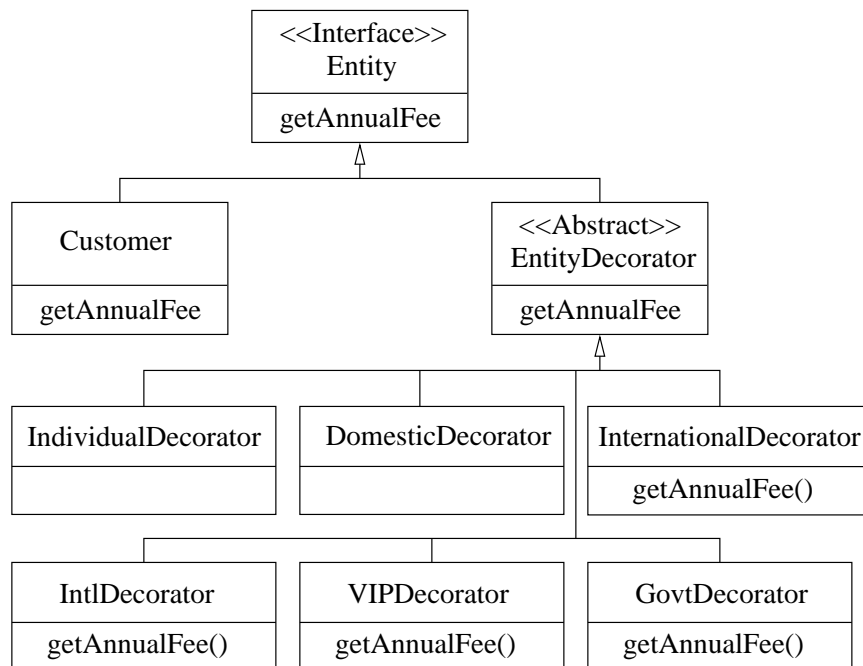 <<Interface>>
Entity
getAnnualFee
Customer
getAnnualFee
<<Abstract>>
EntityDecorator
getAnnualFee
IndividualDecorator
DomesticDecorator
InternationalDecorator
getAnnualFee()
IntlDecorator
getAnnualFee()
VIPDecorator
getAnnualFee()
GovtDecorator
getAnnualFee()